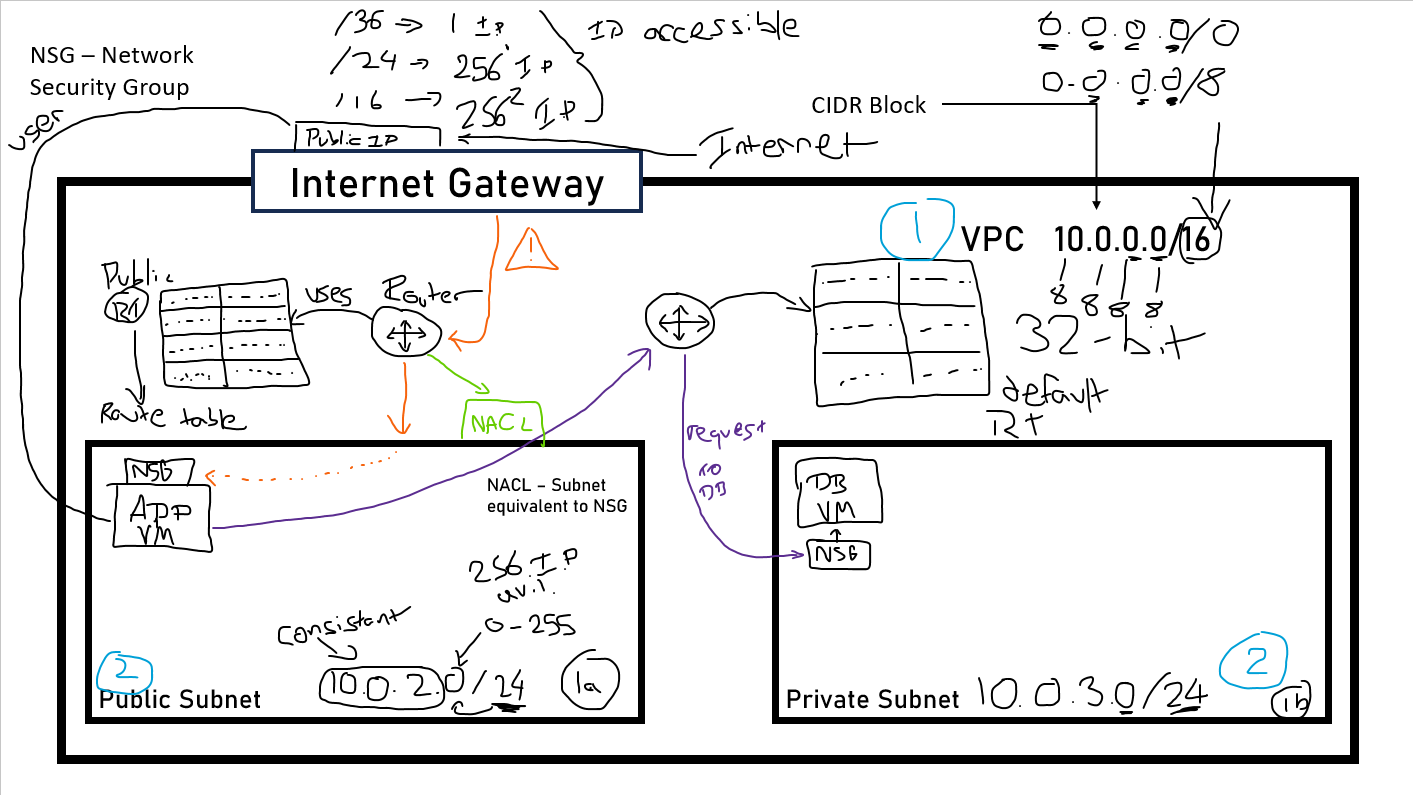 /36 => 1 IP
/24 -> 256 IP
/16 -> 256² IP
IP accessible
0.0.0.0/0
0.0.0.0/8
NSG – Network
Security Group
user
CIDR Block
Public IP
Internet
Internet Gateway
1
VPC 10.0.0.0/16
8 8 8 8
32-bit
!
Public
RT
uses
Router
Route table
default
RT
NACL
request
to
DB
NSG
APP
VM
NACL – Subnet
equivalent to NSG
DB
VM
NSG
256 IP
av.l.
consistant
0-255
2
Public Subnet
10.0.2.0/24
1a
2
Private Subnet
10.0.3.0/24
1b